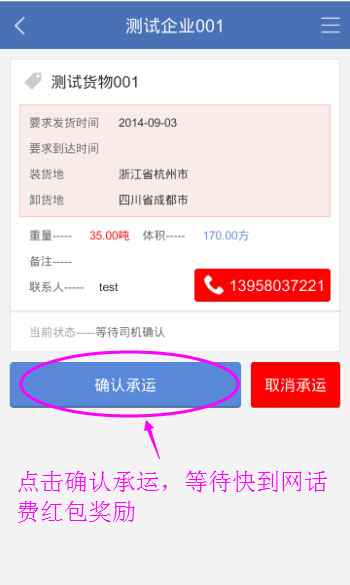 测试企业001
测试货物001
要求发货时间 2014-09-03
要求到达时间
装货地 浙江省杭州市
卸货地 四川省成都市
重量----- 35.00吨 体积----- 170.00方
备注-----
联系人----- test 13958037221
当前状态-----等待司机确认
确认承运 取消承运
点击确认承运，等待快到网话
费红包奖励